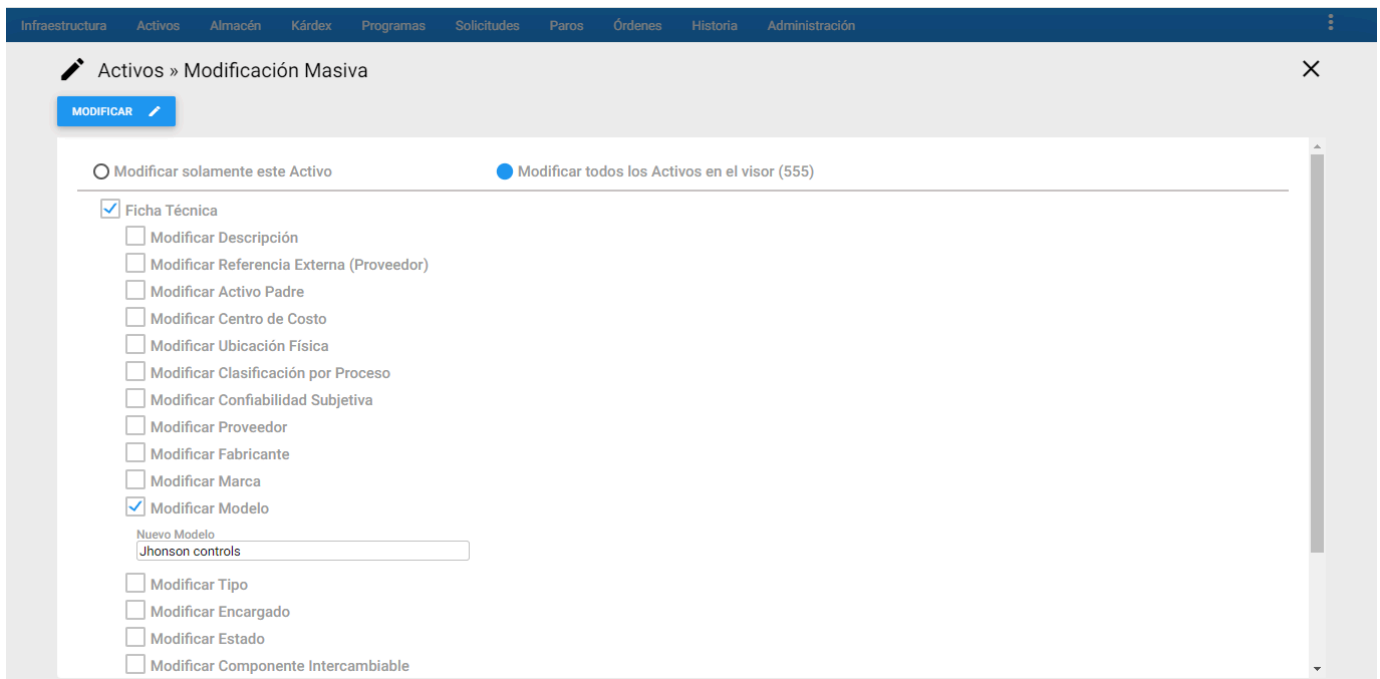 Infraestructura Activos Almacén Kárdex Programas Solicitudes Paros Órdenes Historia Administración
Activos » Modificación Masiva
MODIFICAR
Modificar solamente este Activo Modificar todos los Activos en el visor (555)
Ficha Técnica
Modificar Descripción
Modificar Referencia Externa (Proveedor)
Modificar Activo Padre
Modificar Centro de Costo
Modificar Ubicación Física
Modificar Clasificación por Proceso
Modificar Confiabilidad Subjetiva
Modificar Proveedor
Modificar Fabricante
Modificar Marca
Modificar Modelo
Nuevo Modelo
Jhonson controls
Modificar Tipo
Modificar Encargado
Modificar Estado
Modificar Componente Intercambiable